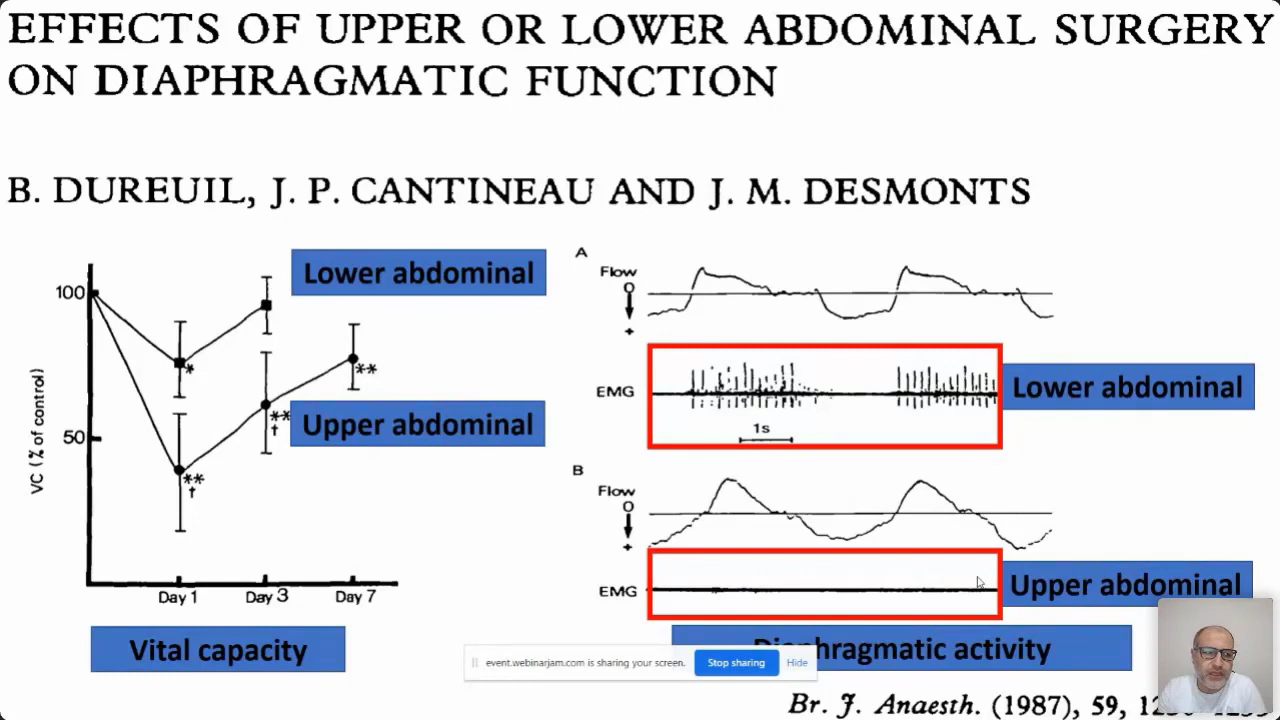 EFFECTS OF UPPER OR LOWER ABDOMINAL SURGERY
ON DIAPHRAGMATIC FUNCTION
B. DUREUIL, J. P. CANTINEAU AND J. M. DESMONTS
Lower abdominal
100
50
VC (% of control)
*
**
†
**
†
**
Upper abdominal
Day 1
Day 3
Day 7
Vital capacity
A
Flow
0
+
EMG
1s
Lower abdominal
B
Flow
0
+
EMG
Upper abdominal
Diaphragmatic activity
event.webinarjam.com is sharing your screen.
Stop sharing
Hide
Br. J. Anaesth. (1987), 59,